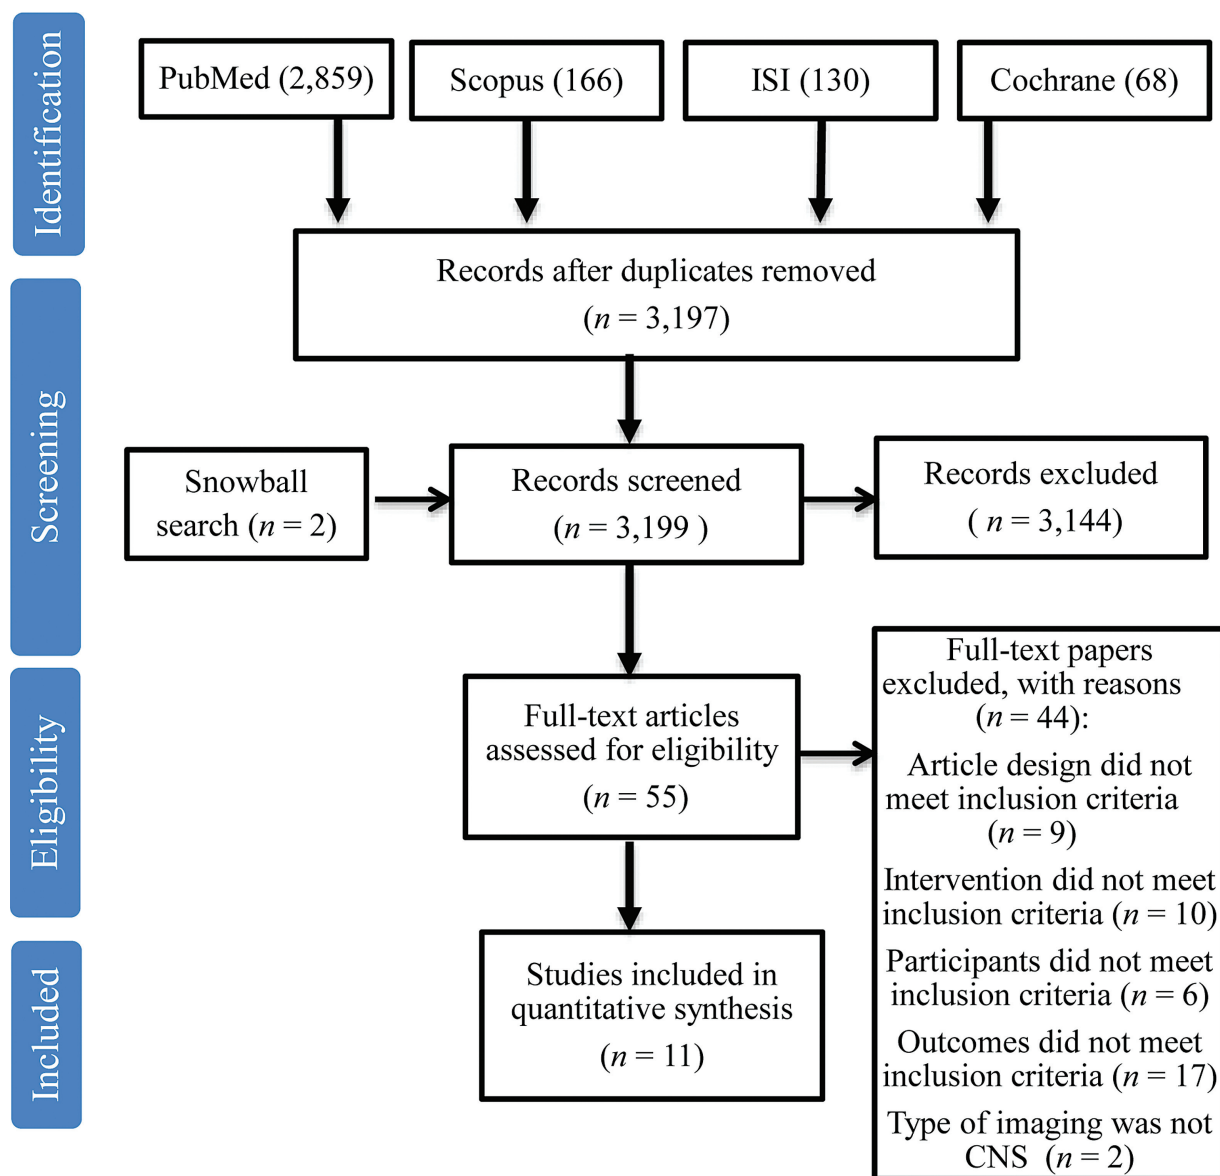 Identification
PubMed (2,859)
Scopus (166)
ISI (130)
Cochrane (68)
Records after duplicates removed
(n = 3,197)
Screening
Snowball
search (n = 2)
Records screened
(n = 3,199 )
Records excluded
( n = 3,144)
Eligibility
Full-text articles
assessed for eligibility
(n = 55)
Full-text papers
excluded, with reasons
(n = 44):
Article design did not
meet inclusion criteria
(n = 9)
Intervention did not meet
inclusion criteria (n = 10)
Participants did not meet
inclusion criteria (n = 6)
Outcomes did not meet
inclusion criteria (n = 17)
Type of imaging was not
CNS (n = 2)
Included
Studies included in
quantitative synthesis
(n = 11)